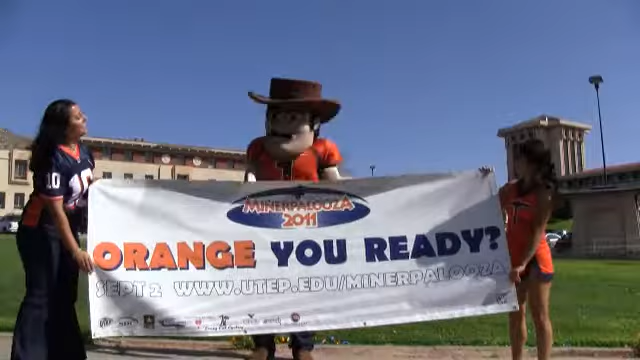 MINERPALOOZA
2011
ORANGE YOU READY?
SEPT 2 WWW.UTEP.EDU/MINERPALOOZA
10